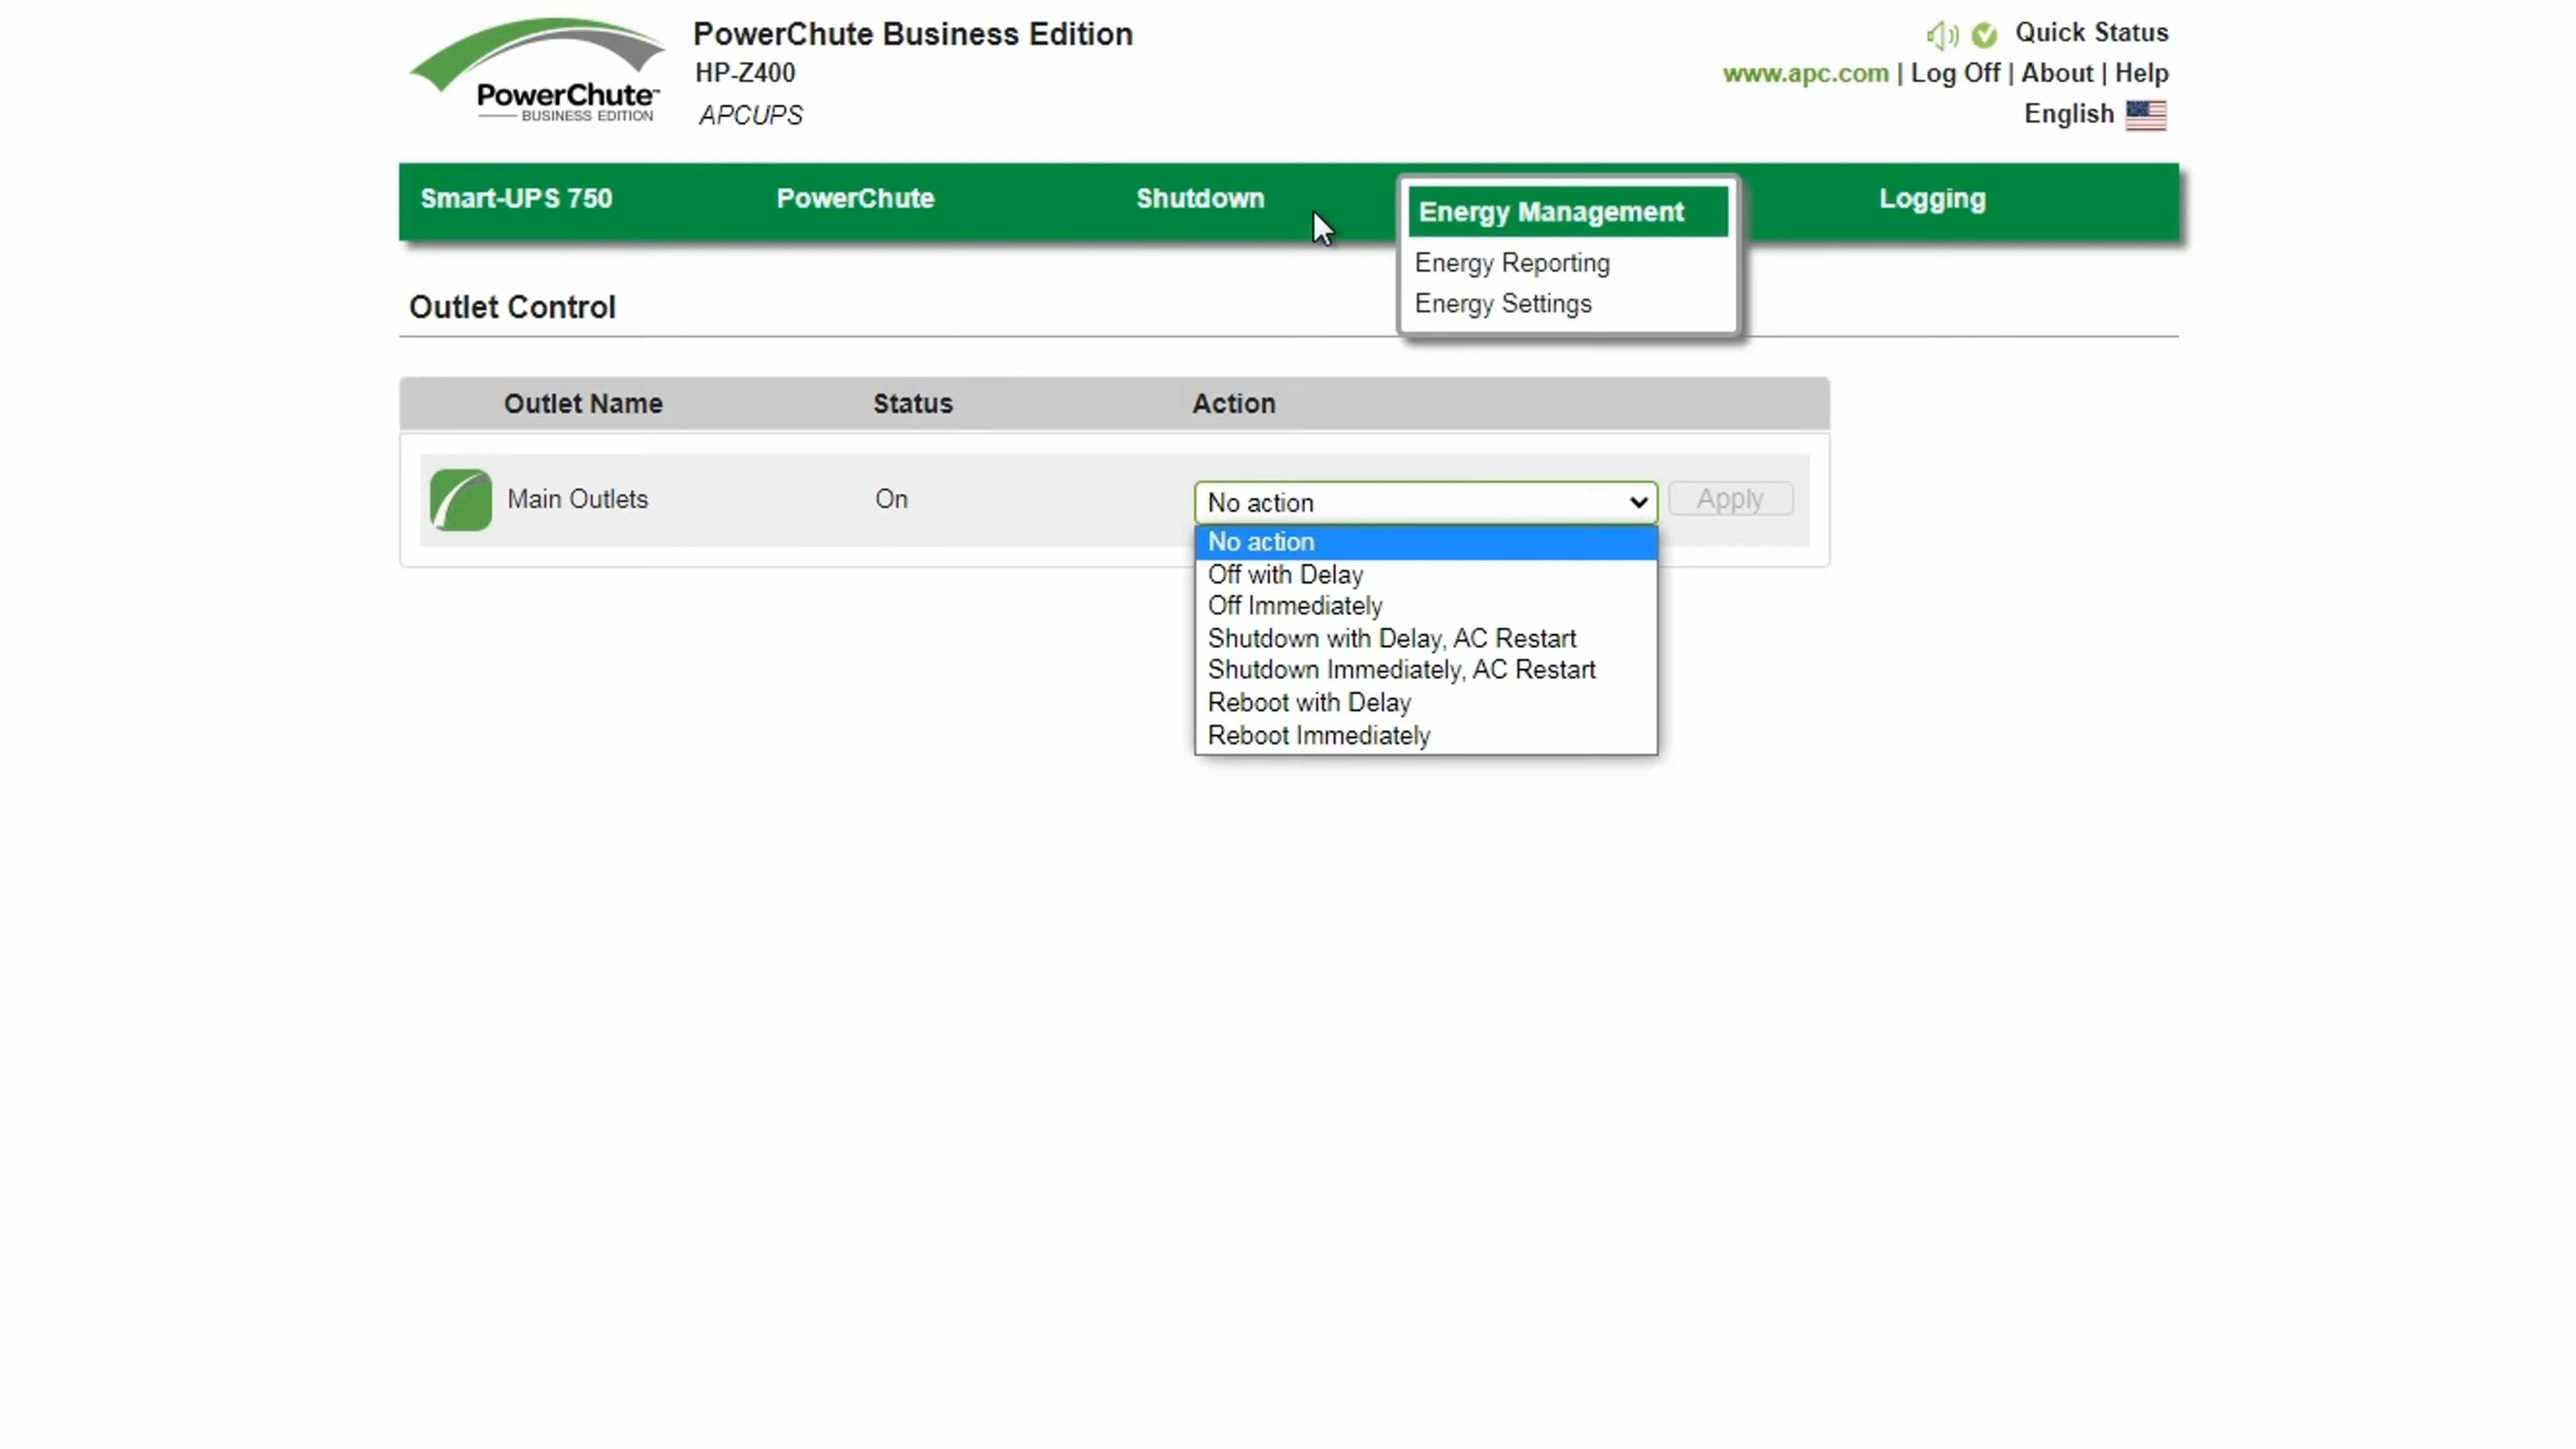 PowerChute™
BUSINESS EDITION
PowerChute Business Edition
HP-Z400
APCUPS
Quick Status
www.apc.com | Log Off | About | Help
English
Smart-UPS 750
PowerChute
Shutdown
Energy Management
Energy Reporting
Energy Settings
Logging
Outlet Control
Outlet Name Status Action
Main Outlets On No action Apply
No action
Off with Delay
Off Immediately
Shutdown with Delay, AC Restart
Shutdown Immediately, AC Restart
Reboot with Delay
Reboot Immediately